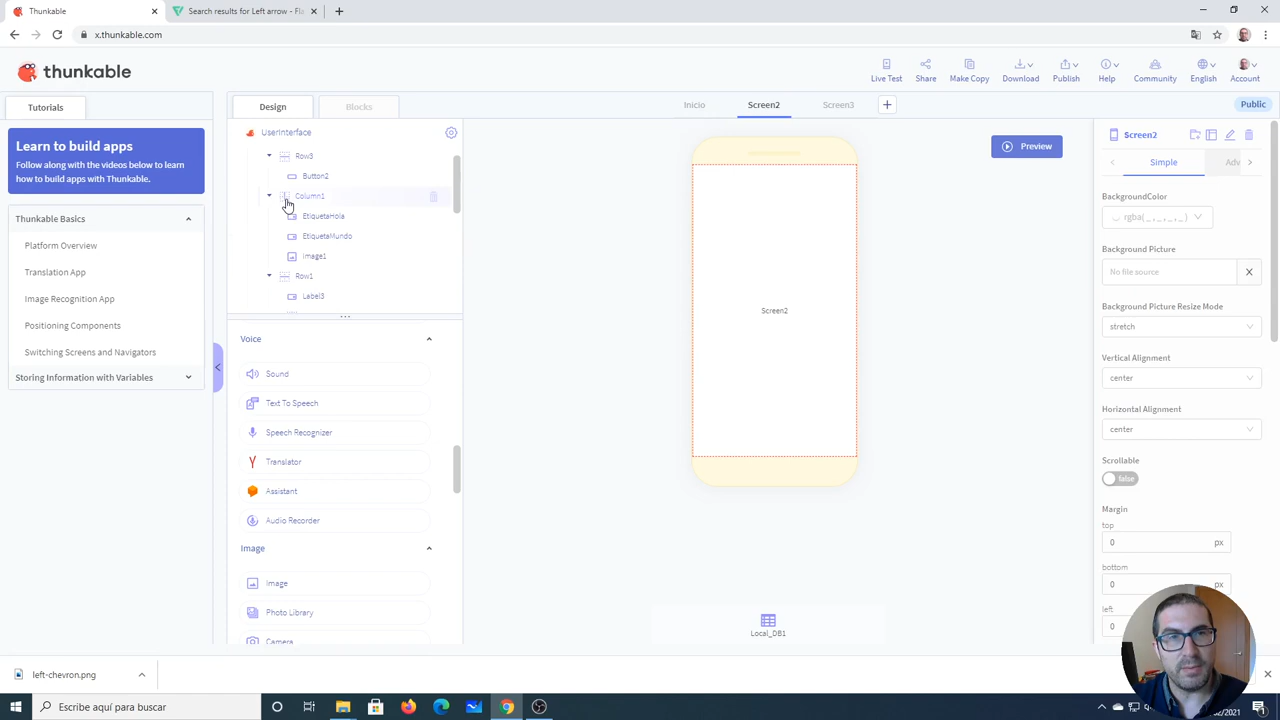 Thunkable
Search results for Left arrow - Fla
x.thunkable.com
thunkable
Live Test
Share
Make Copy
Download
Publish
Help
Community
English
Account
Tutorials
Design
Blocks
Inicio
Screen2
Screen3
Public
Learn to build apps
Follow along with the videos below to learn
how to build apps with Thunkable.
Thunkable Basics
Platform Overview
Translation App
Image Recognition App
Positioning Components
Switching Screens and Navigators
Storing Information with Variables
UserInterface
Row3
Button2
Column1
EtiquetaHola
EtiquetaMundo
Image1
Row1
Label3
Voice
Sound
Text To Speech
Speech Recognizer
Translator
Assistant
Audio Recorder
Image
Image
Photo Library
Camera
Preview
Screen2
Local_DB1
Screen2
Simple
Adv
BackgroundColor
rgba(_,_,_,_)
Background Picture
No file source
Background Picture Resize Mode
stretch
Vertical Alignment
center
Horizontal Alignment
center
Scrollable
false
Margin
top
0 px
bottom
0 px
left
0
left-chevron.png
Escribe aquí para buscar